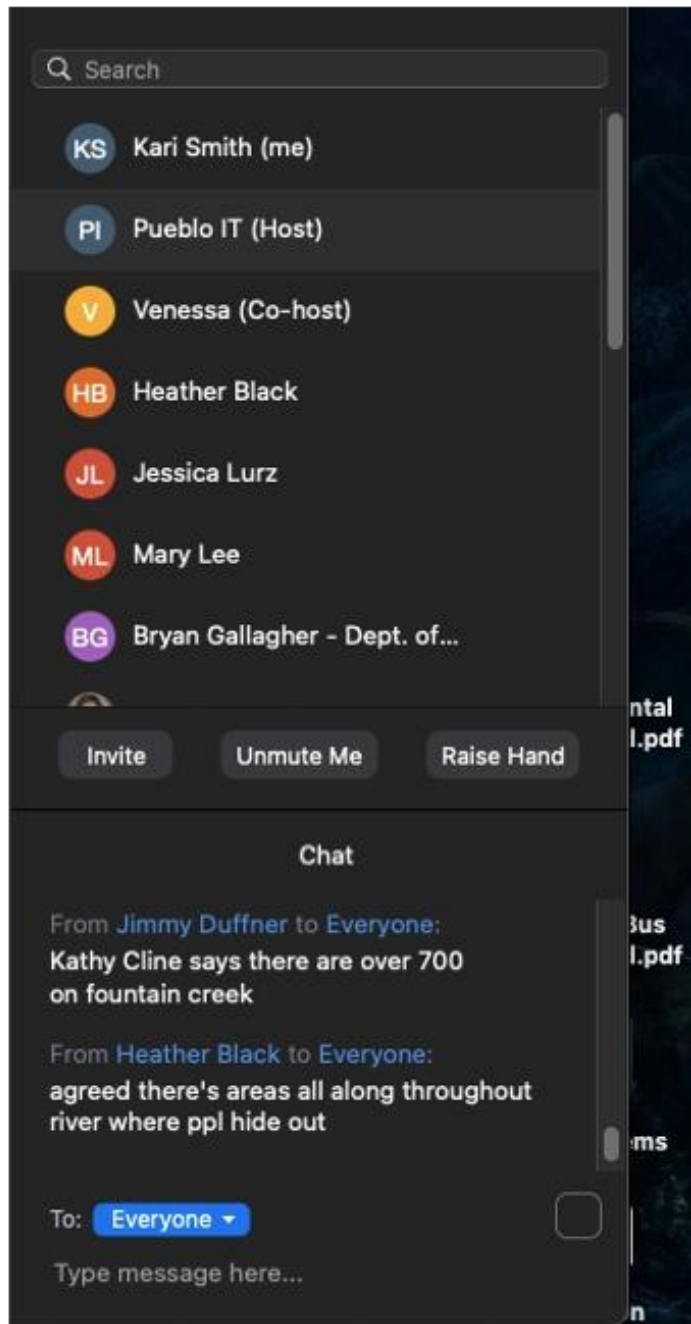 Search
KS Kari Smith (me)
PI Pueblo IT (Host)
V Venessa (Co-host)
HB Heather Black
JL Jessica Lurz
ML Mary Lee
BG Bryan Gallagher - Dept. of...
ntal
l.pdf
Invite Unmute Me Raise Hand
Chat
From Jimmy Duffner to Everyone:
Kathy Cline says there are over 700
on fountain creek
Bus
l.pdf
From Heather Black to Everyone:
agreed there's areas all along throughout
river where ppl hide out
ems
To: Everyone
Type message here...
n